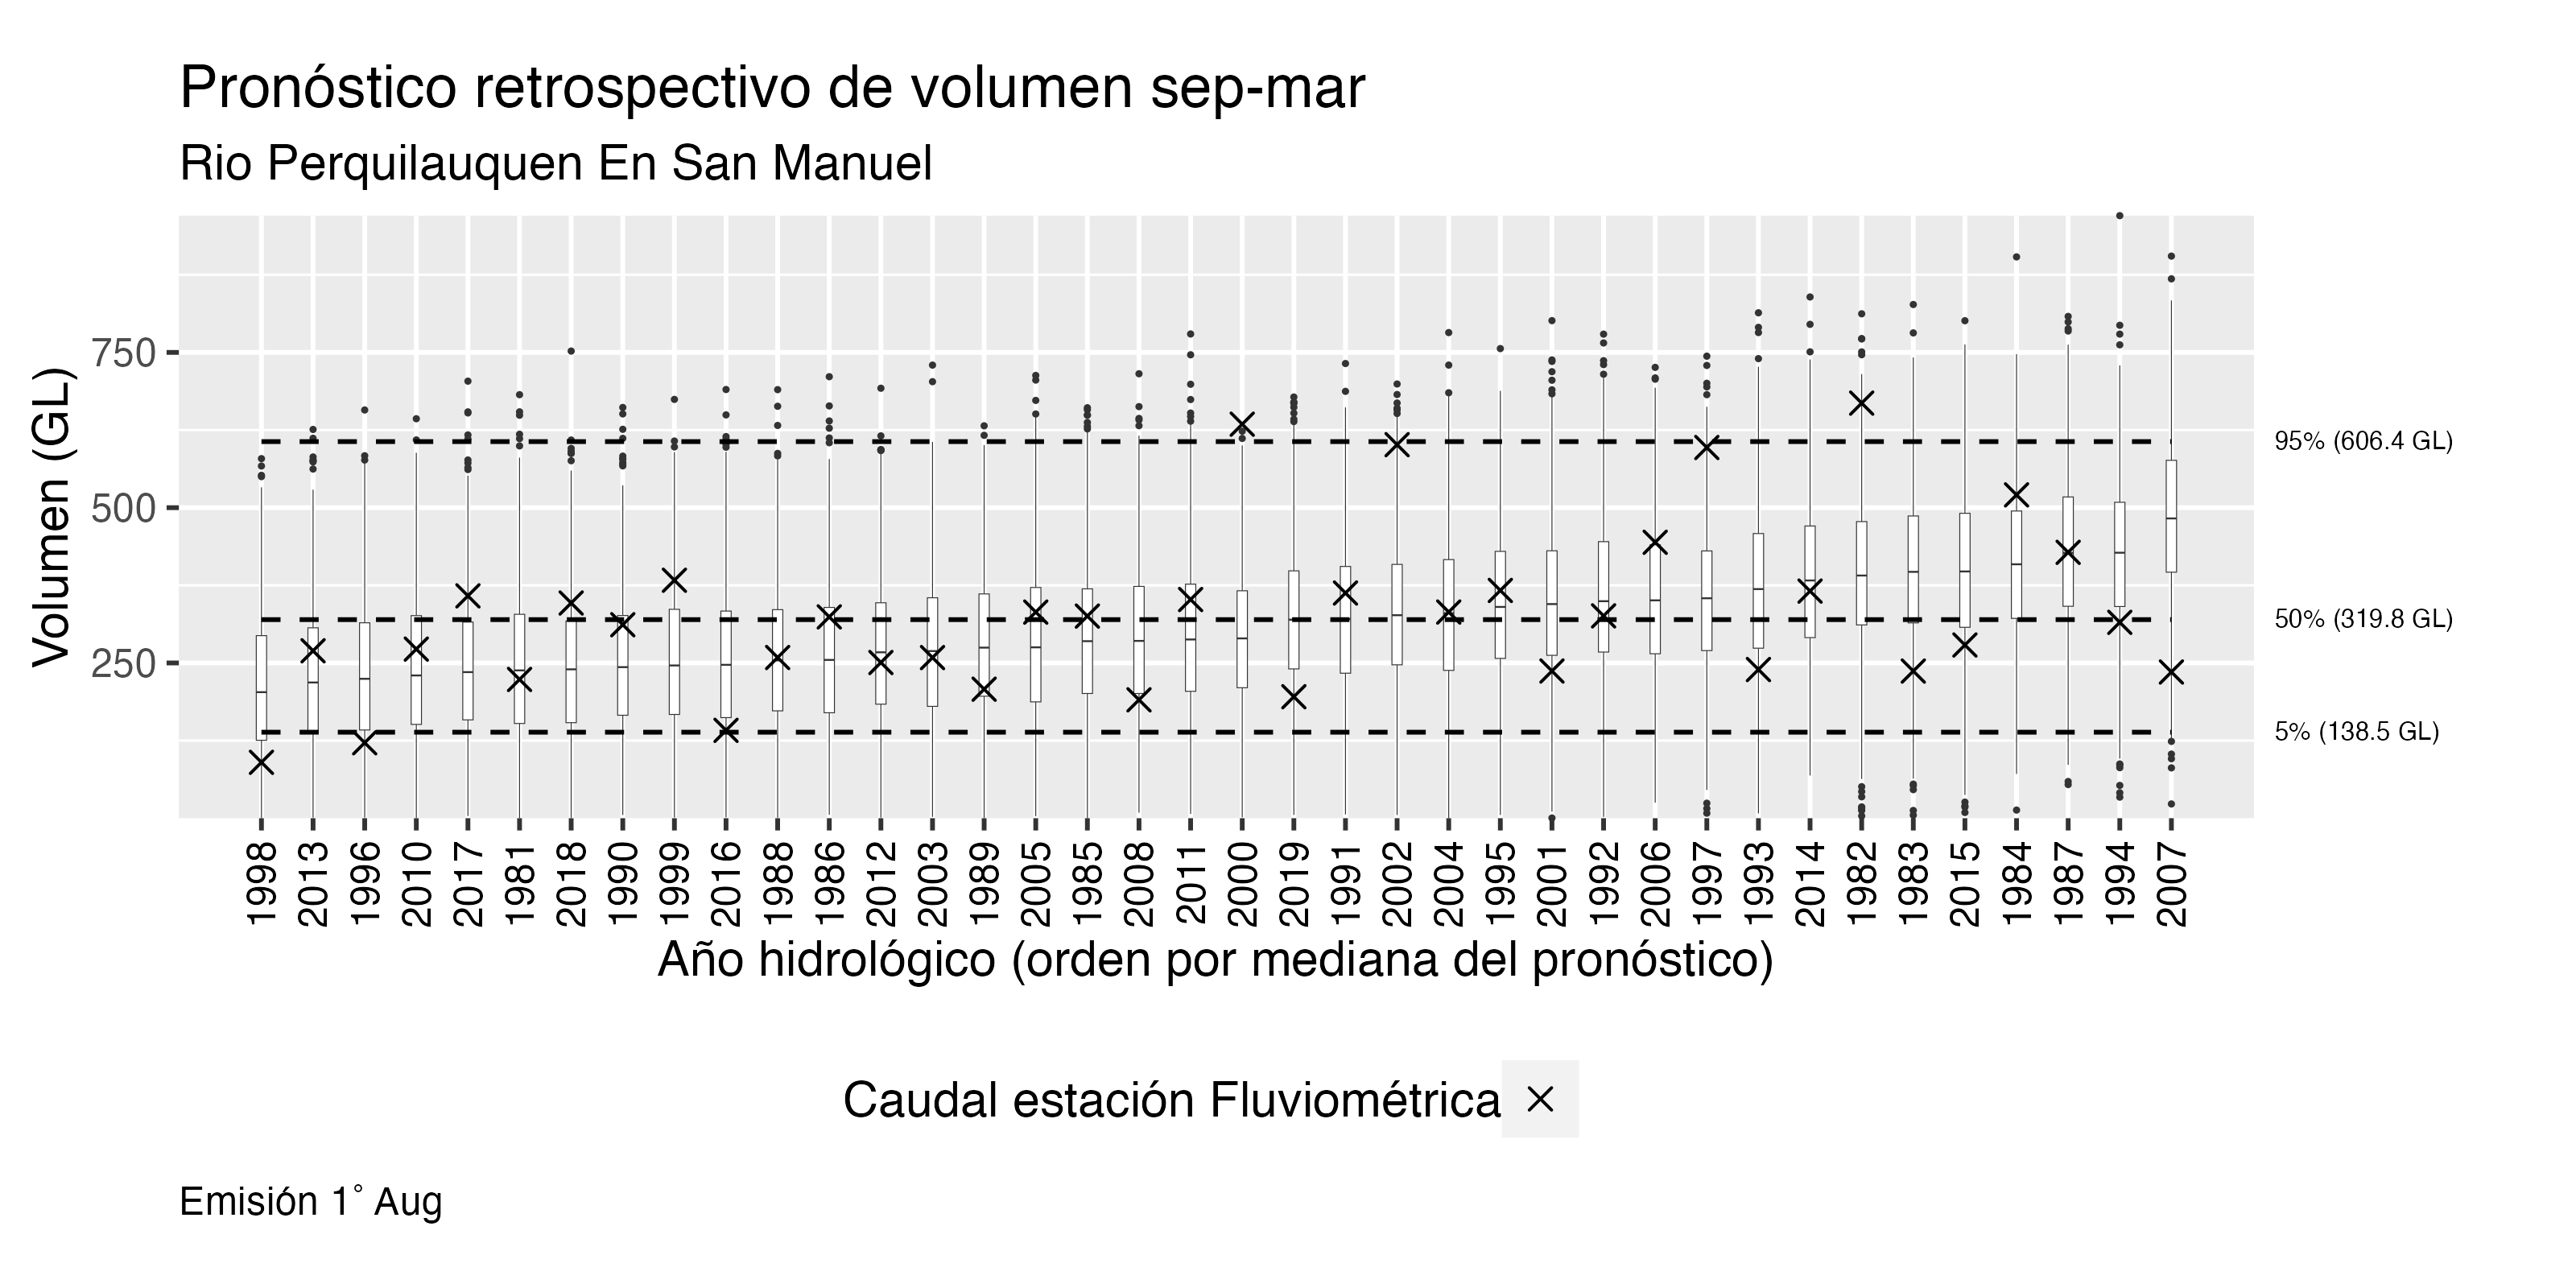 Pronóstico retrospectivo de volumen sep-mar
Rio Perquilauquen En San Manuel
Volumen (GL)
750
500
250
95% (606.4 GL)
50% (319.8 GL)
5% (138.5 GL)
1998 2013 1996 2010 2017 1981 2018 1990 1999 2016 1988 1986 2012 2003 1989 2005 1985 2008 2011 2000 2019 1991 2002 2004 1995 2001 1992 2006 1997 1993 2014 1982 1983 2015 1984 1987 1994 2007
Año hidrológico (orden por mediana del pronóstico)
Caudal estación Fluviométrica
Emisión 1° Aug